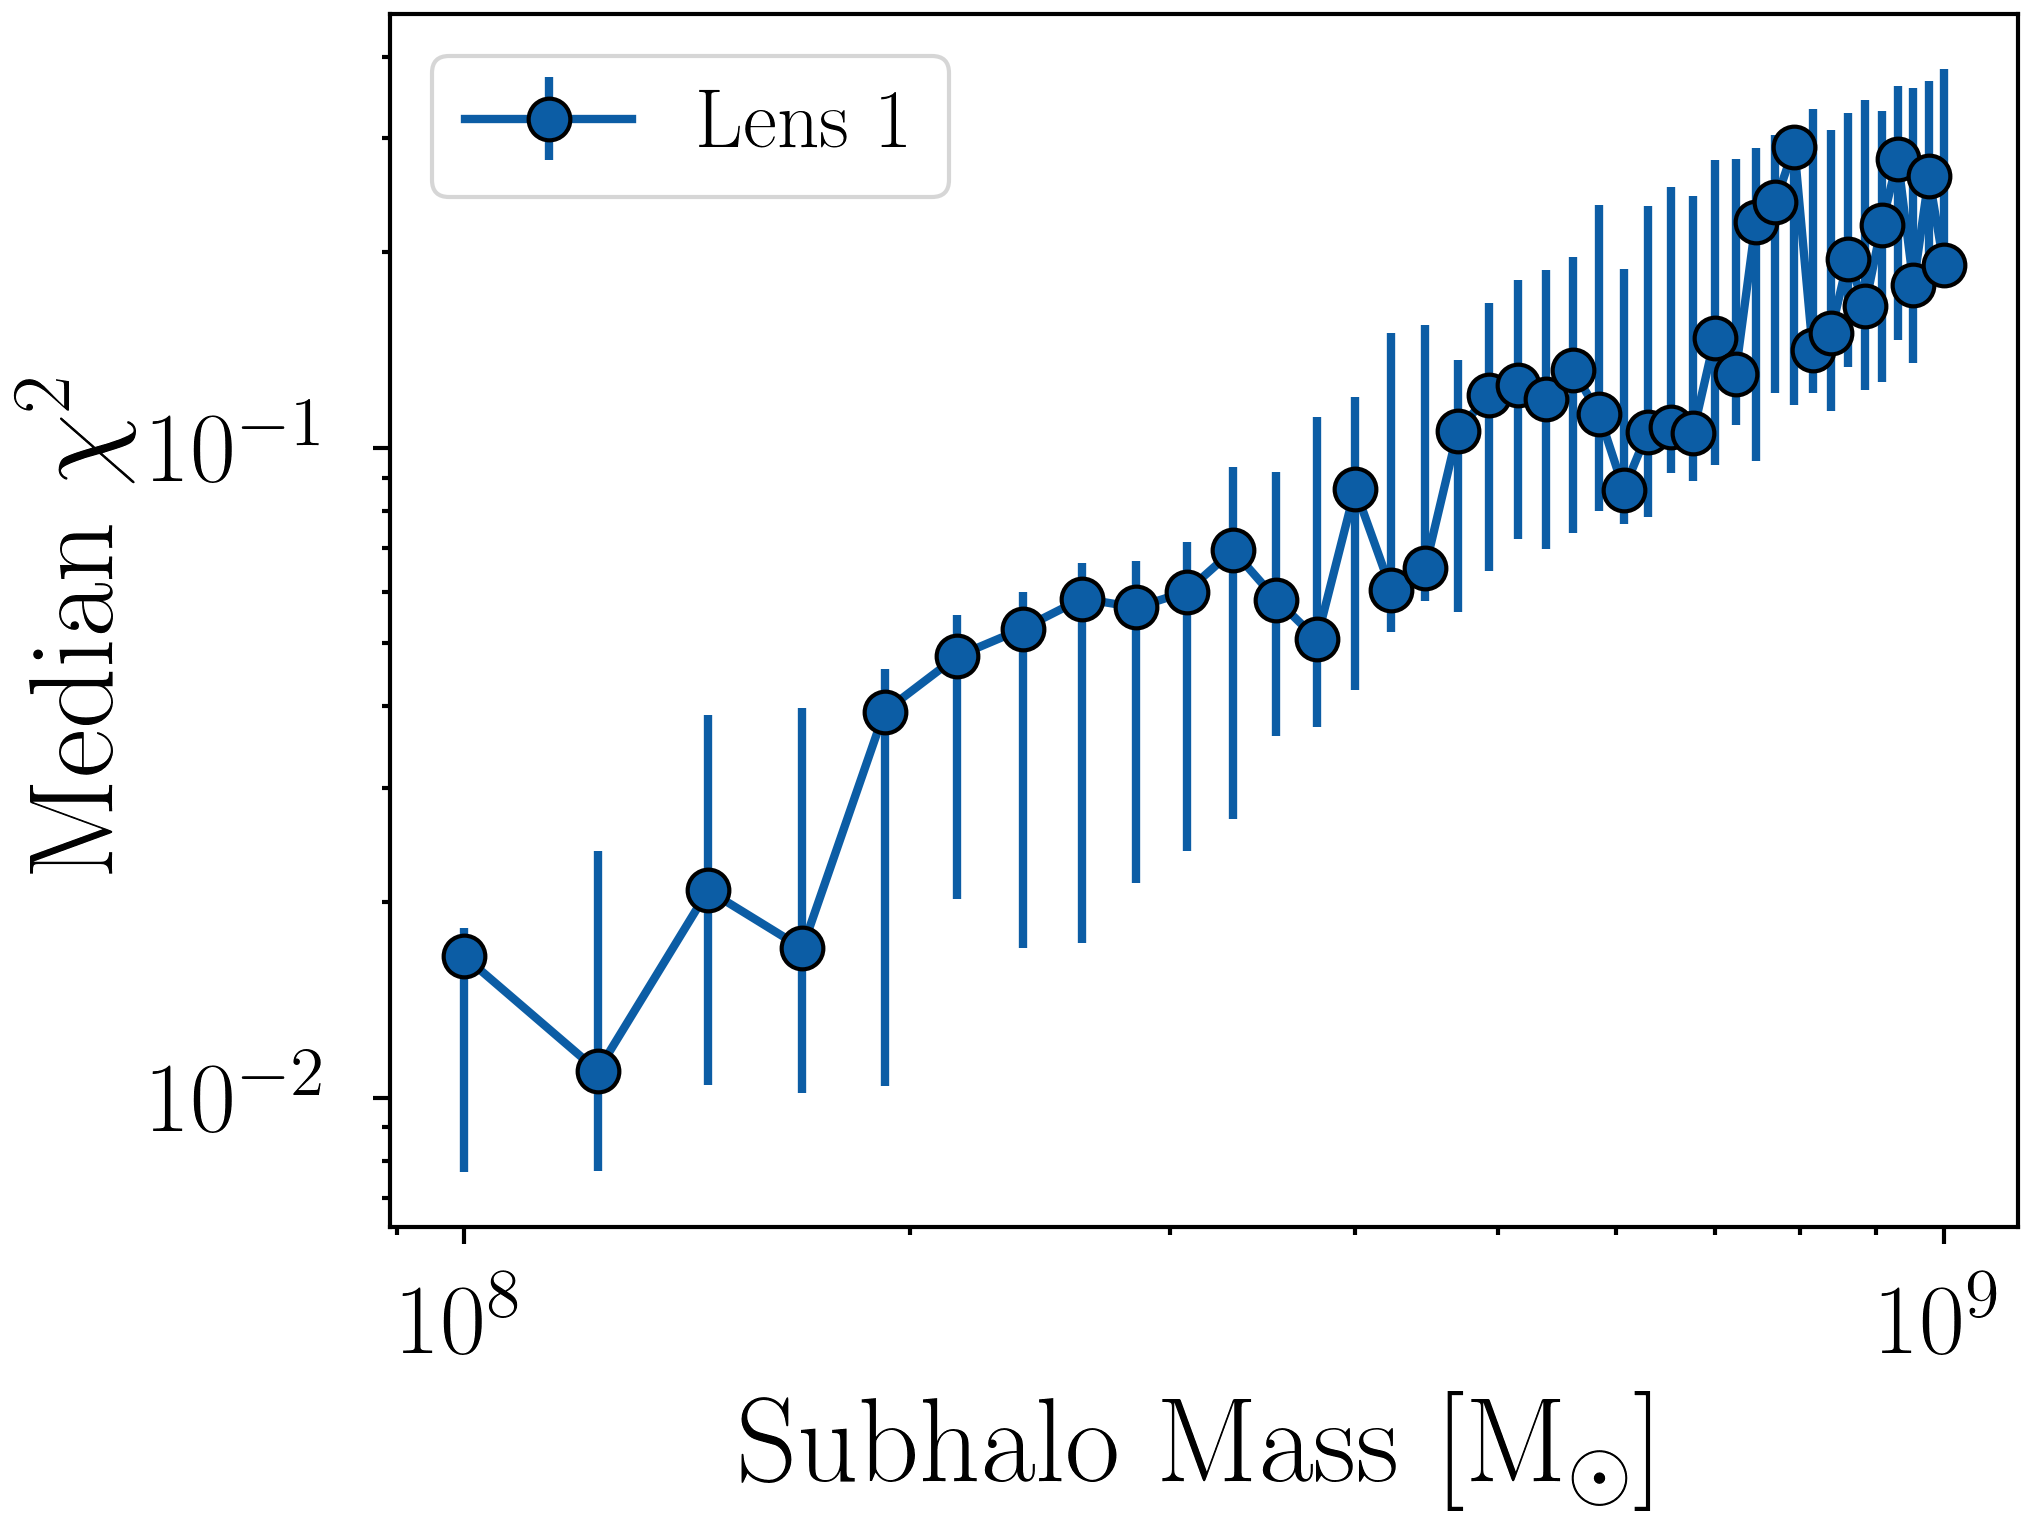 Lens 1
Median χ²
10⁻¹
10⁻²
10⁸
10⁹
Subhalo Mass [M☉]